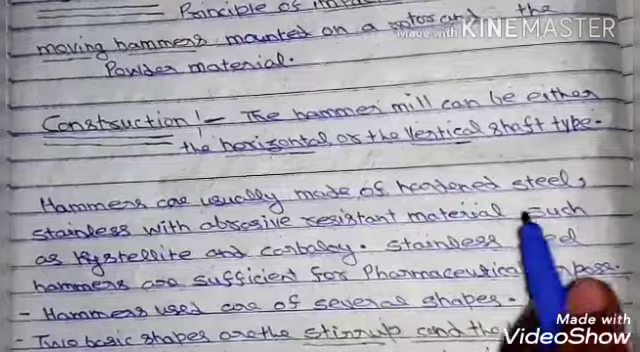 Principle of impact
moving hammers mounted on a rotor and the
Powder material.
Made with KINEMASTER
Construction :- The hammer mill can be either
the horizontal or the vertical shaft type.
Hammers are usually made of hardened steel,
stainless with abrasive resistant material such
as Hystellite and carbaloy. Stainless
hammers are sufficient for Pharmaceutical
- Hammers used are of several shapes.
- Two basic shapes are the stirrup and the
Made with
VideoShow